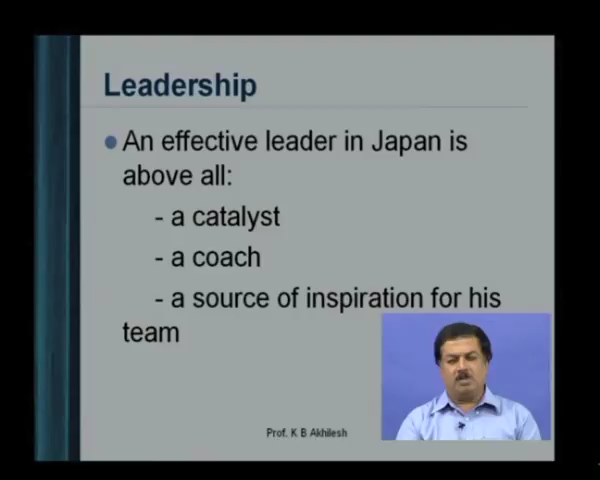 Leadership
An effective leader in Japan is
above all:
- a catalyst
- a coach
- a source of inspiration for his
team
Prof. K B Akhilesh